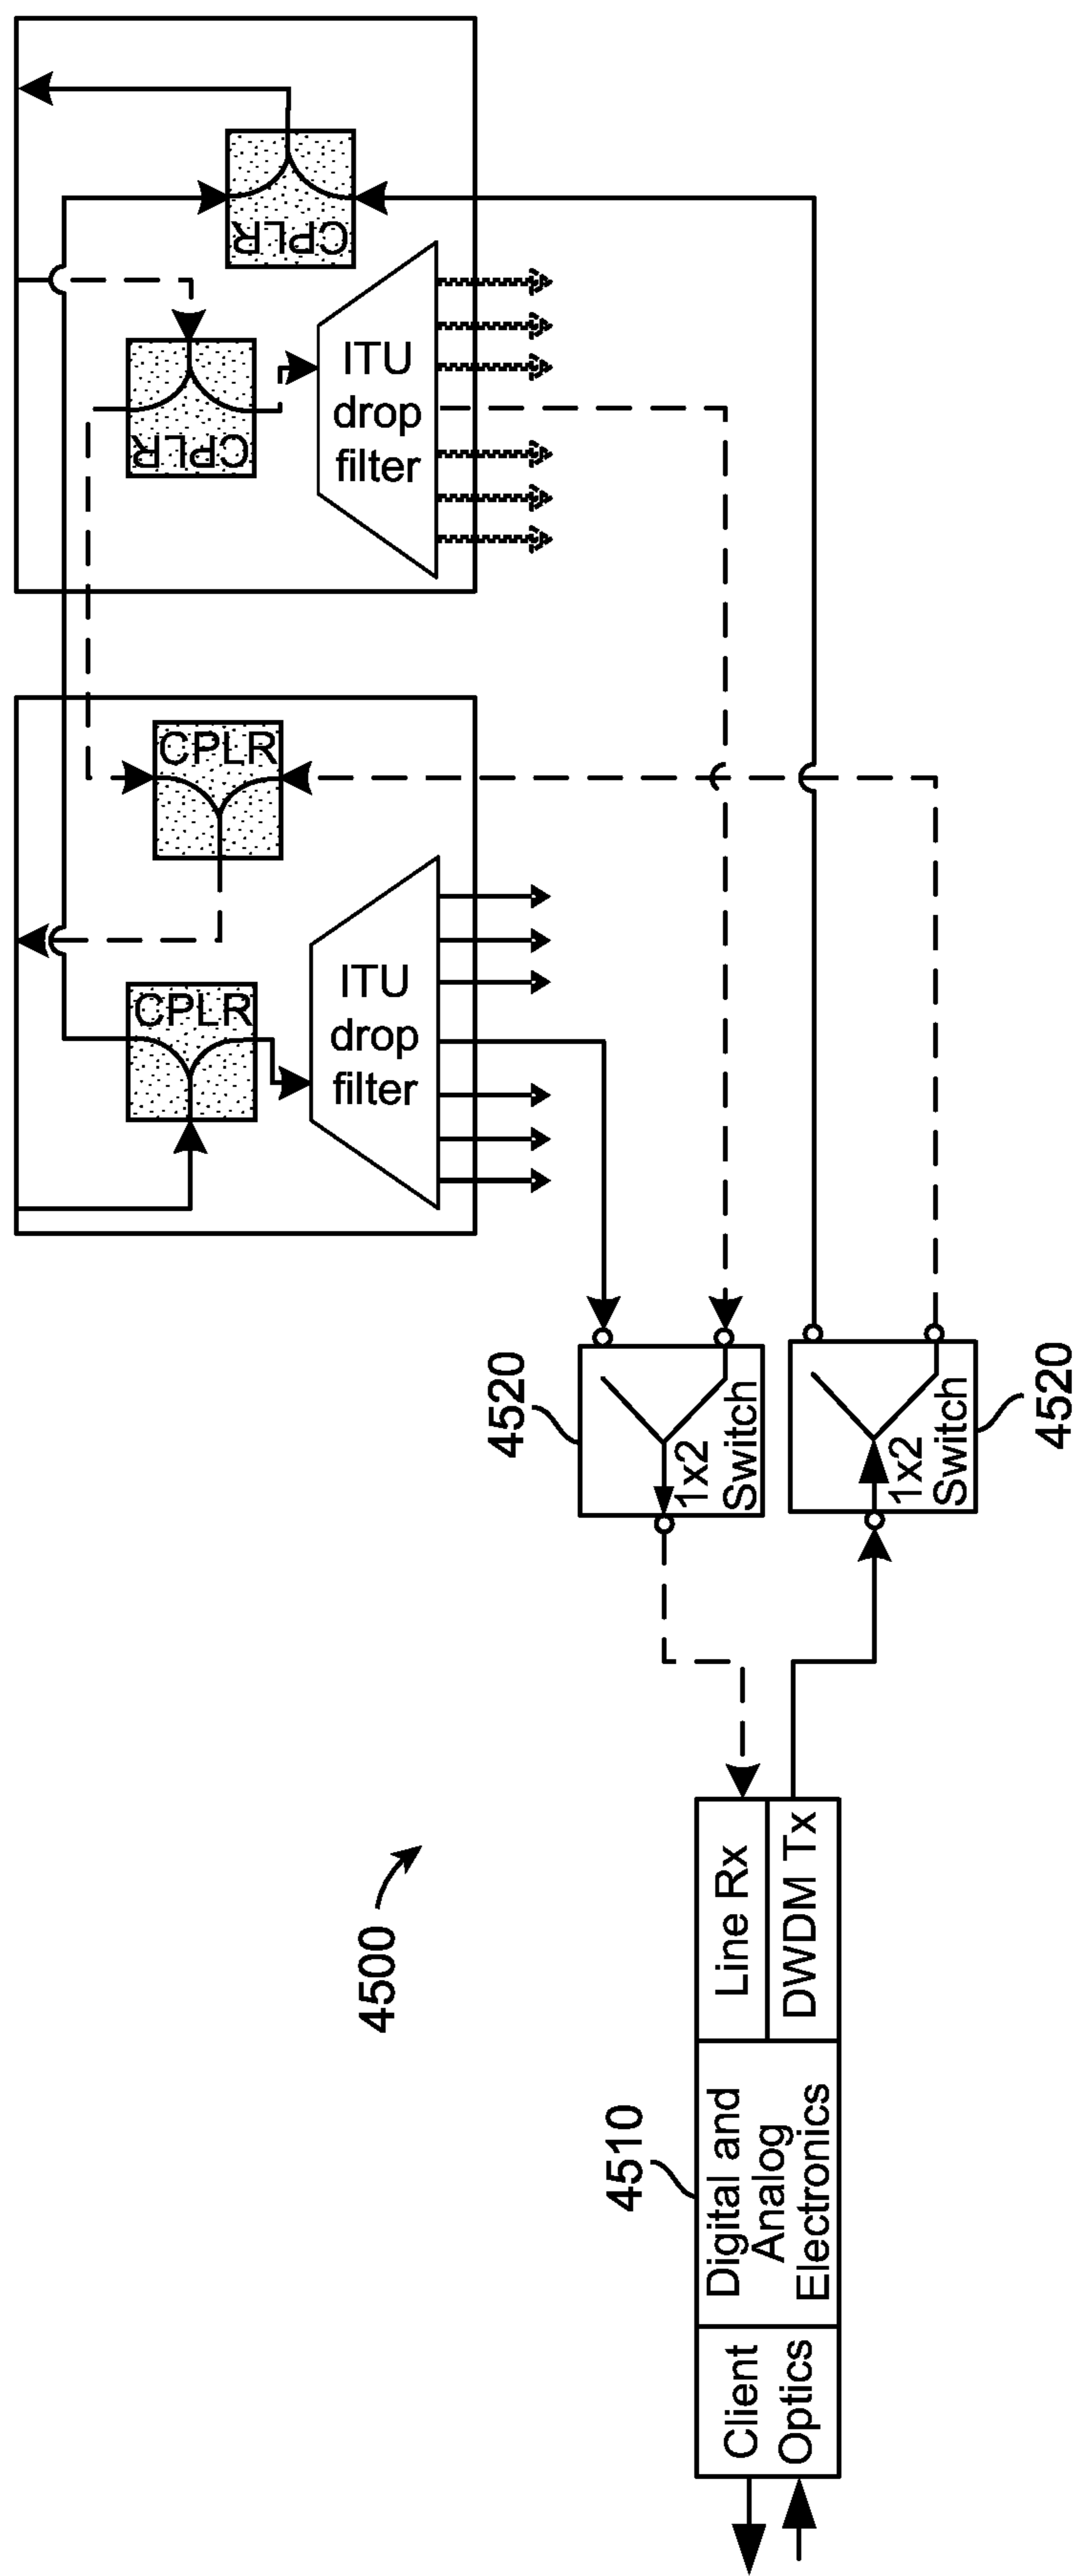 CPLR
CPLR
ITU
drop
filter
CPLR
CPLR
ITU
drop
filter
4520
1x2
Switch
4520
1x2
Switch
4500
Line Rx
DWDM Tx
4510
Digital and
Analog
Electronics
Client
Optics